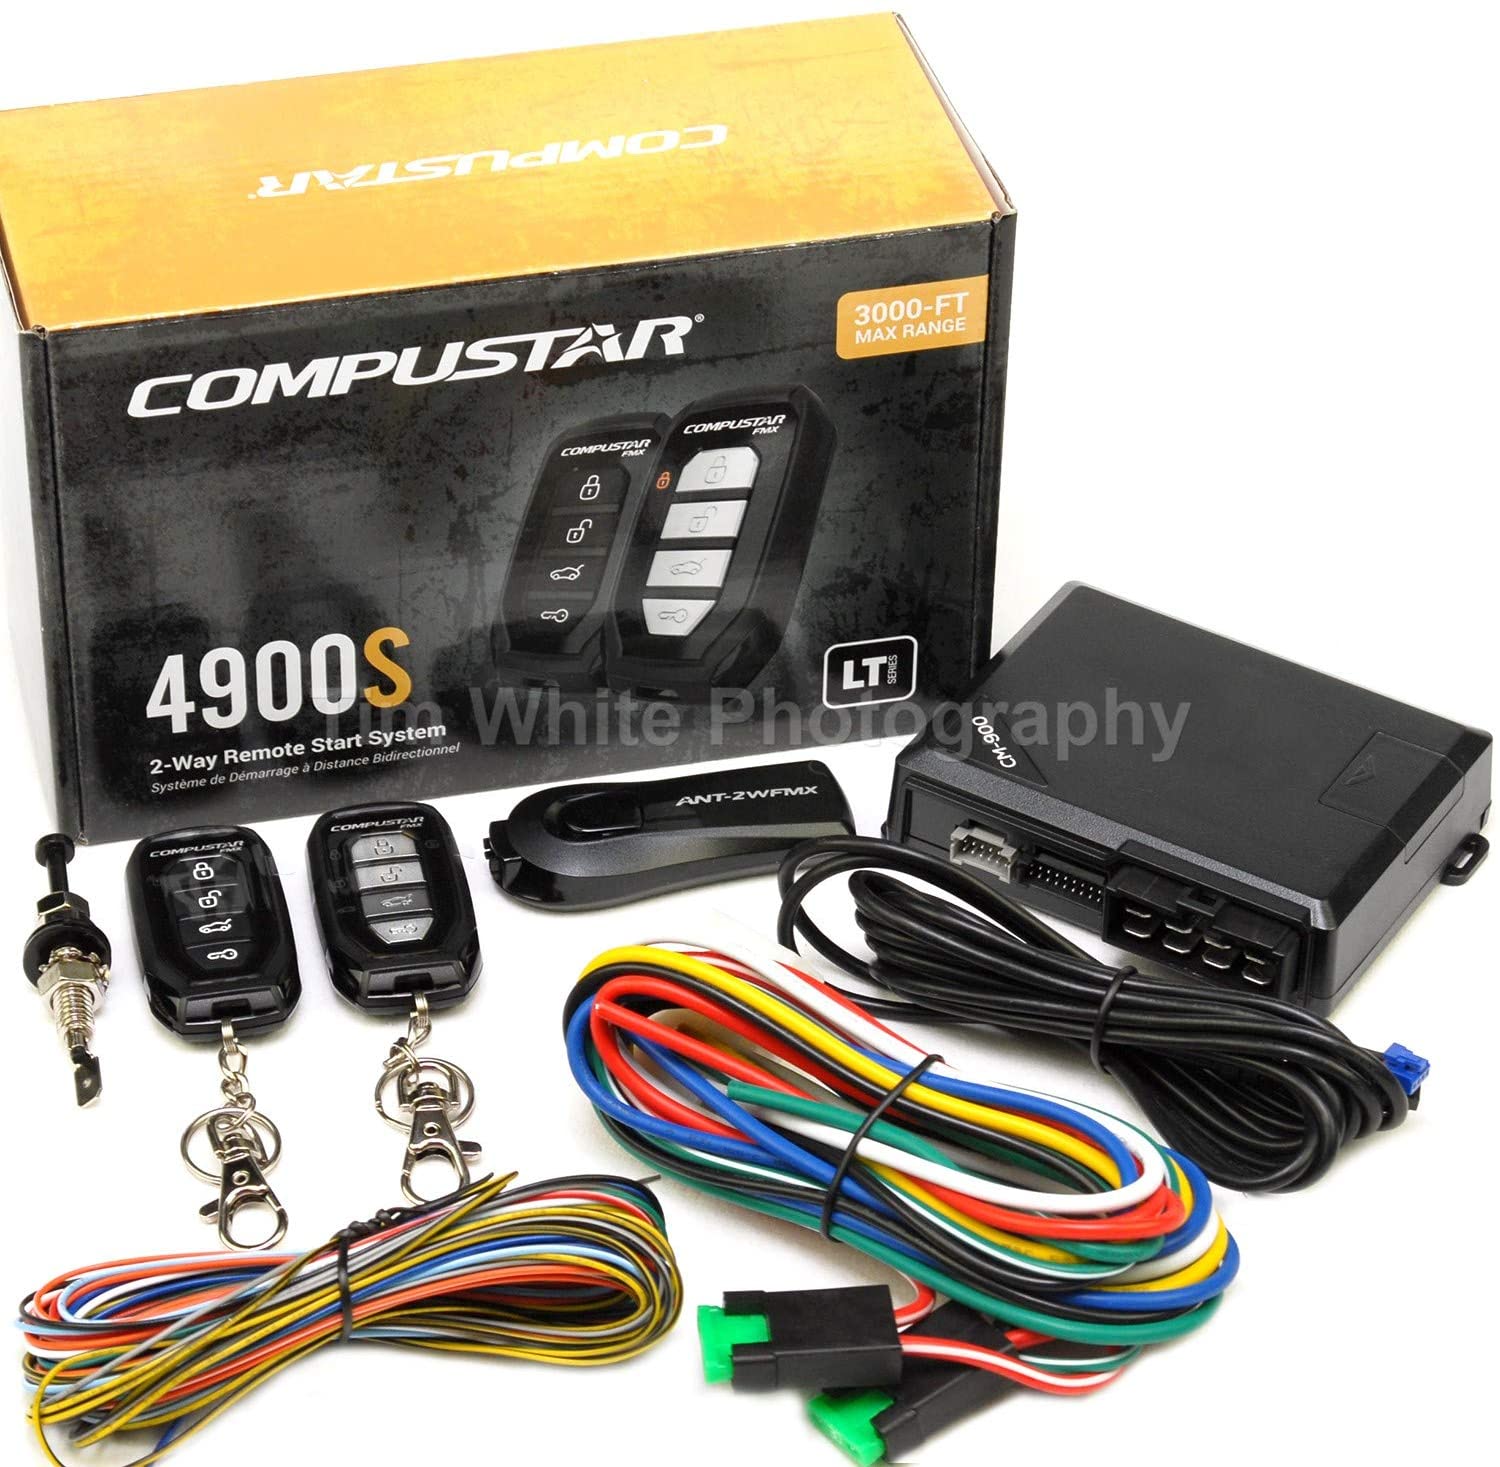 COMPUSTAR®
COMPUSTAR®
3000-FT
MAX RANGE
COMPUSTAR
FMX
COMPUSTAR
FMX
4900S
2-Way Remote Start System
Système de Démarrage à Distance Bidirectionnel
LT
SERIES
Tim White Photography
CM-900
ANT-2WFMX
COMPUSTAR
FMX
COMPUSTAR
FMX